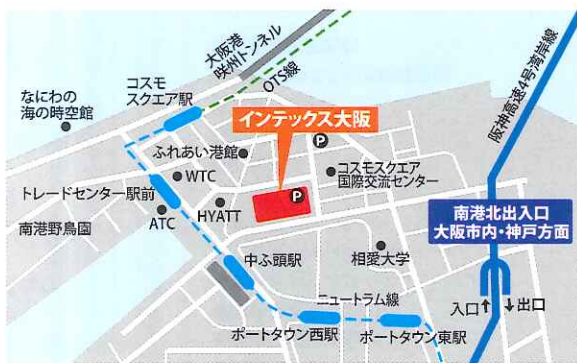 大阪港
咲州トンネル
OTS線
コスモ
スクエア駅
なにわの
海の時空館
インテックス大阪
阪神高速4号湾岸線
P
ふれあい港館
コスモスクエア
国際交流センター
WTC
トレードセンター駅前
P
HYATT
南港野鳥園
ATC
南港北出入口
大阪市内・神戸方面
中ふ頭駅
相愛大学
ニュートラム線
入口↑ ↓出口
ポートタウン西駅
ポートタウン東駅